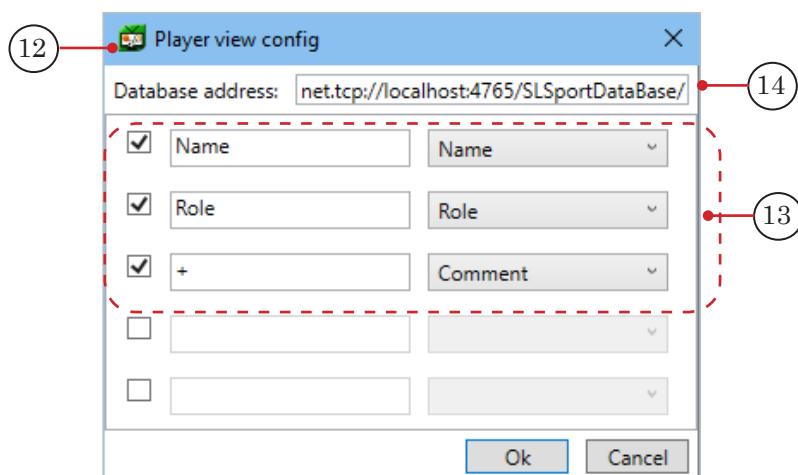 12
Player view config
Database address: net.tcp://localhost:4765/SLSportDataBase/
14
Name Name
Role Role
13
+ Comment
Ok Cancel